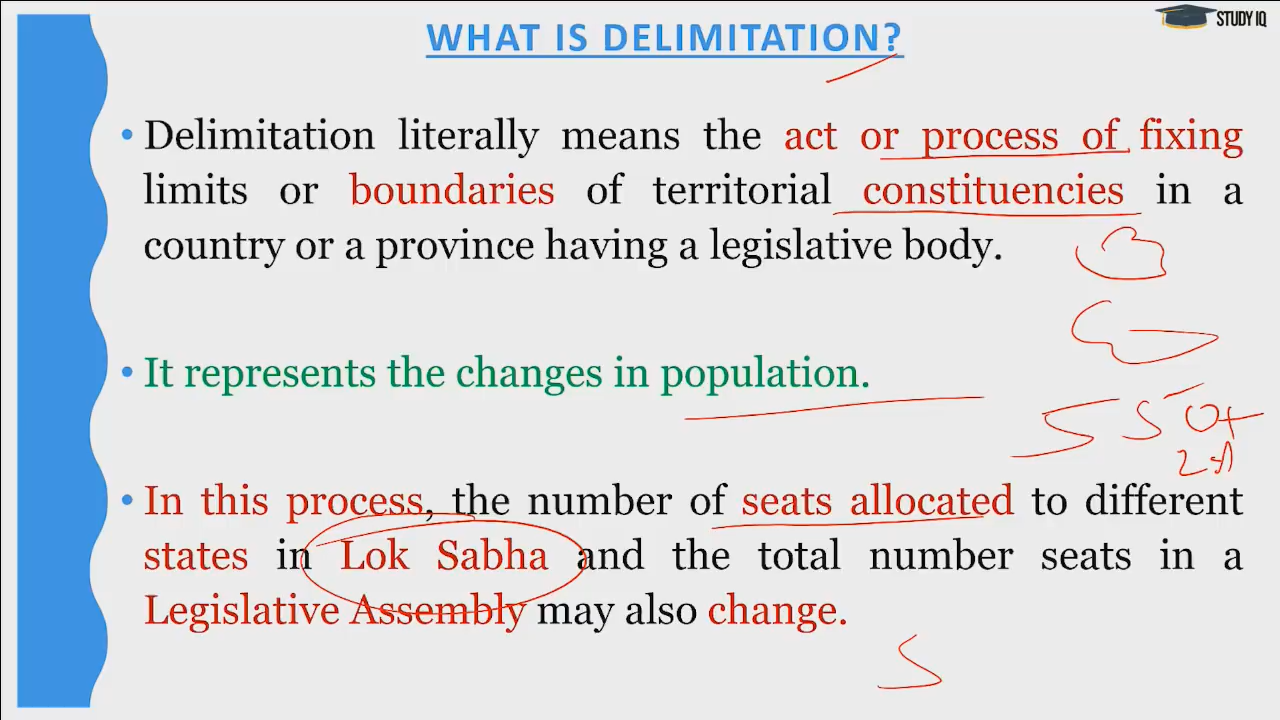 STUDY IQ
WHAT IS DELIMITATION?
• Delimitation literally means the act or process of fixing
limits or boundaries of territorial constituencies in a
country or a province having a legislative body.
• It represents the changes in population.
550+
• In this process, the number of seats allocated to different
states in Lok Sabha and the total number seats in a
Legislative Assembly may also change.